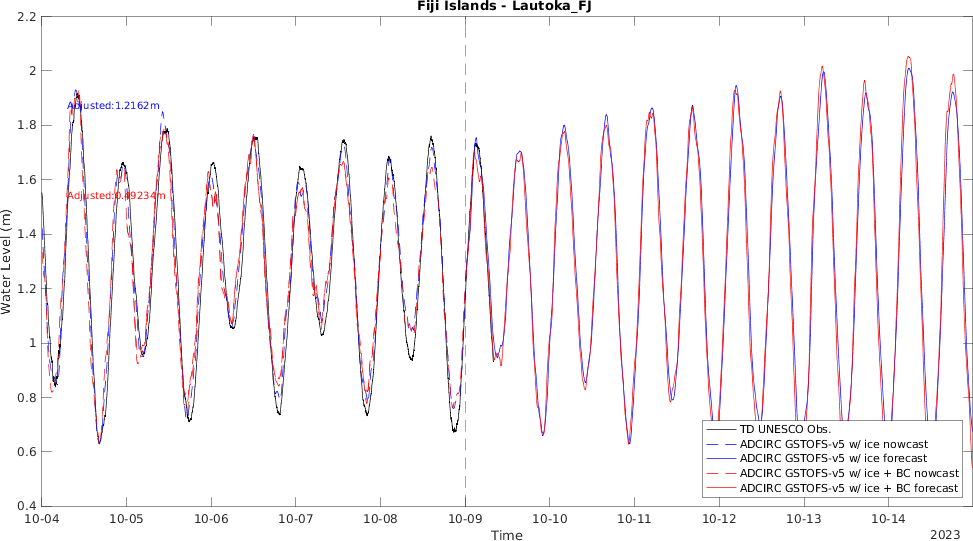 Fiji Islands - Lautoka_FJ
2.2
2
1.8
1.6
1.4
1.2
1
0.8
0.6
0.4
Water Level (m)
Adjusted:1.2162m
Adjusted:0.49234m
TD UNESCO Obs.
ADCIRC GSTOFS-v5 w/ ice nowcast
ADCIRC GSTOFS-v5 w/ ice forecast
ADCIRC GSTOFS-v5 w/ ice + BC nowcast
ADCIRC GSTOFS-v5 w/ ice + BC forecast
10-04 10-05 10-06 10-07 10-08 10-09 10-10 10-11 10-12 10-13 10-14
Time
2023